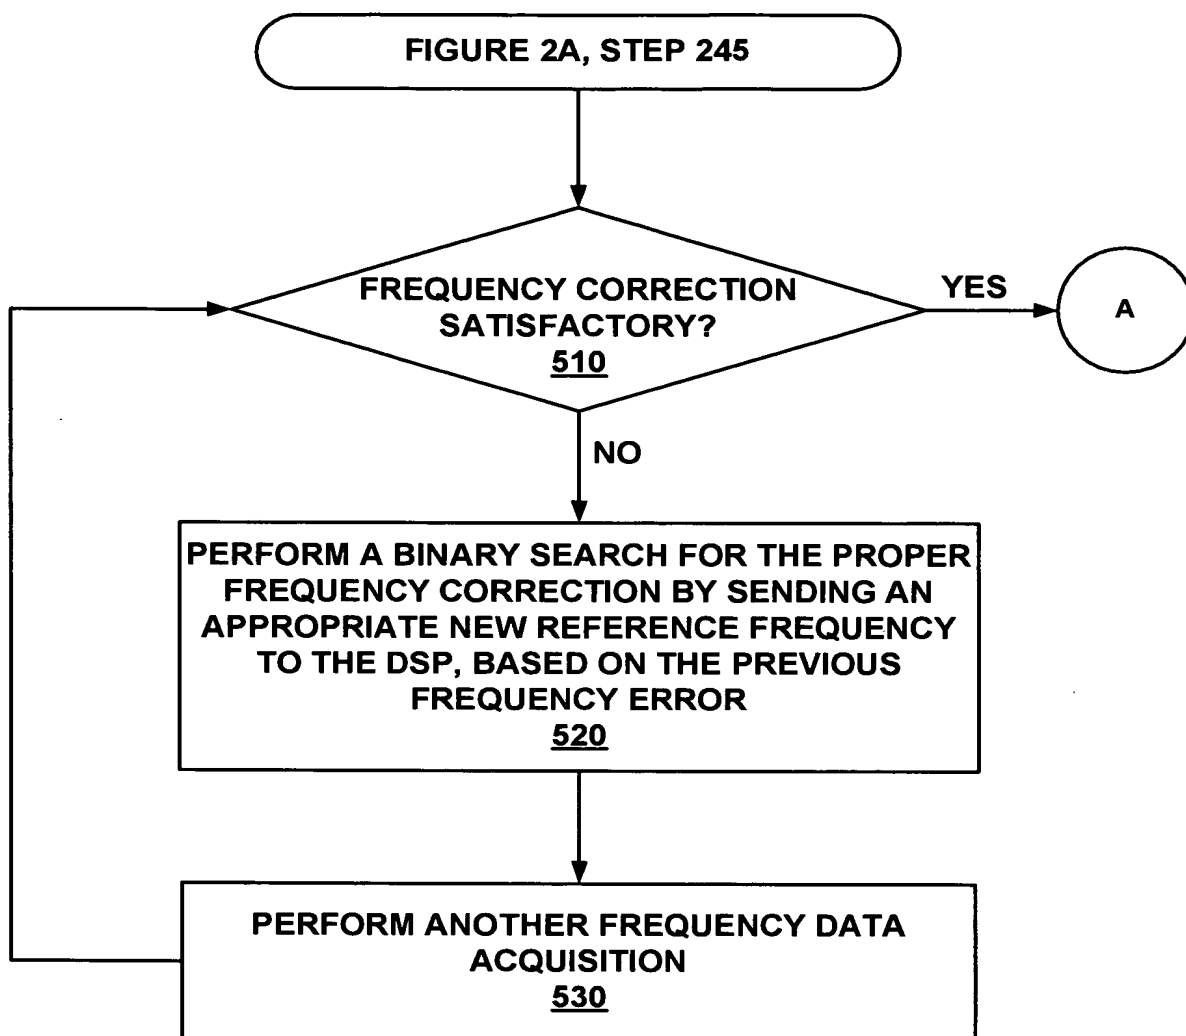 FIGURE 2A, STEP 245
FREQUENCY CORRECTION
SATISFACTORY?
510
YES
A
NO
PERFORM A BINARY SEARCH FOR THE PROPER
FREQUENCY CORRECTION BY SENDING AN
APPROPRIATE NEW REFERENCE FREQUENCY
TO THE DSP, BASED ON THE PREVIOUS
FREQUENCY ERROR
520
PERFORM ANOTHER FREQUENCY DATA
ACQUISITION
530